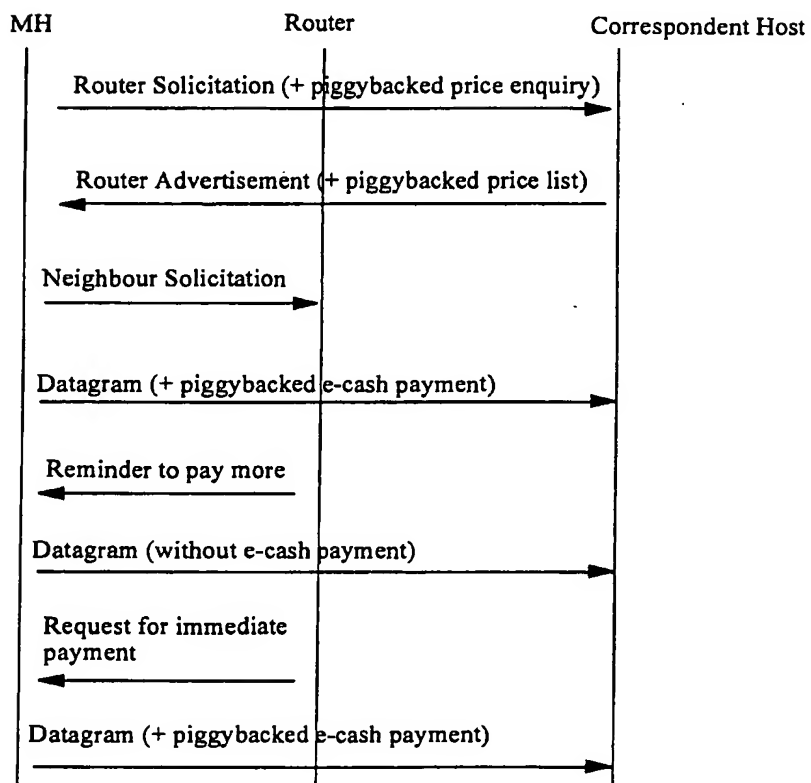 MH Router Correspondent Host
Router Solicitation (+ piggybacked price enquiry)
Router Advertisement (+ piggybacked price list)
Neighbour Solicitation
Datagram (+ piggybacked e-cash payment)
Reminder to pay more
Datagram (without e-cash payment)
Request for immediate
payment
Datagram (+ piggybacked e-cash payment)